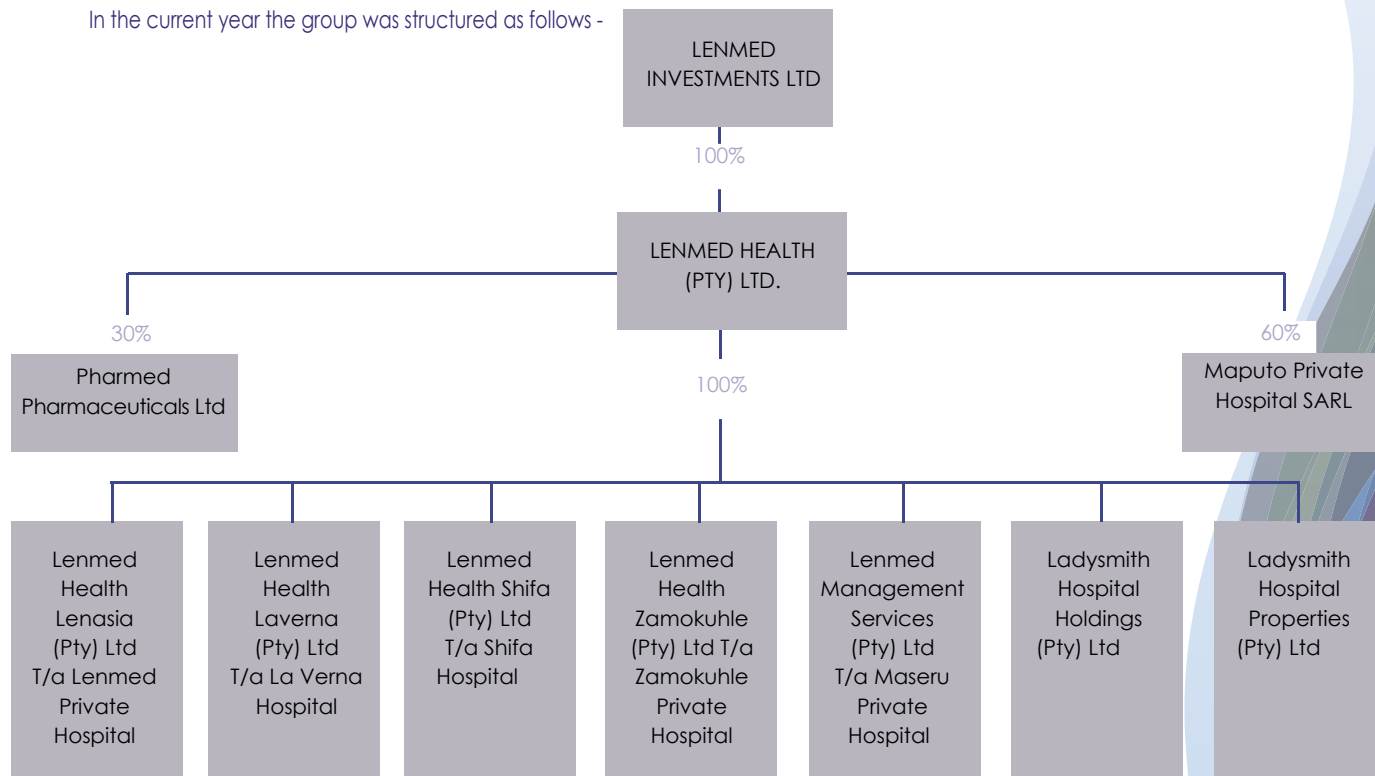 In the current year the group was structured as follows -
LENMED
INVESTMENTS LTD
100%
LENMED HEALTH
(PTY) LTD.
30%
Pharmed
Pharmaceuticals Ltd
100%
60%
Maputo Private
Hospital SARL
Lenmed
Health
Lenasia
(Pty) Ltd
T/a Lenmed
Private
Hospital
Lenmed
Health
Laverna
(Pty) Ltd
T/a La Verna
Hospital
Lenmed
Health Shifa
(Pty) Ltd
T/a Shifa
Hospital
Lenmed
Health
Zamokuhle
(Pty) Ltd T/a
Zamokuhle
Private
Hospital
Lenmed
Management
Services
(Pty) Ltd
T/a Maseru
Private
Hospital
Ladysmith
Hospital
Holdings
(Pty) Ltd
Ladysmith
Hospital
Properties
(Pty) Ltd